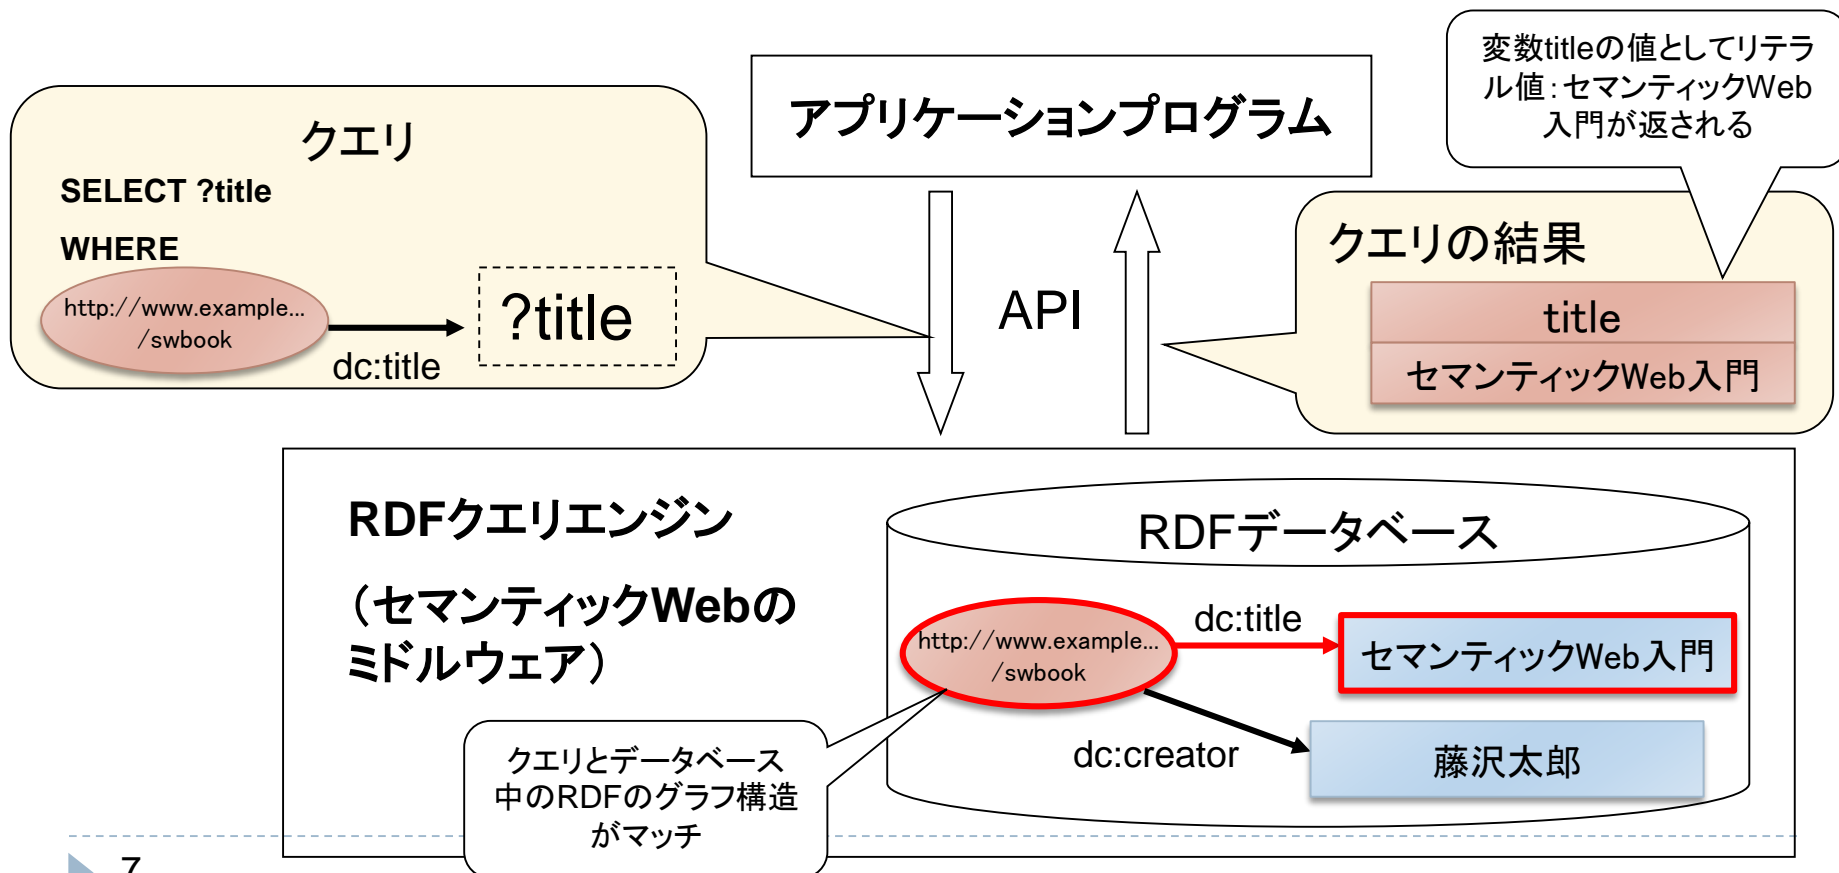 変数titleの値としてリテラ
ル値：セマンティックWeb
入門が返される
アプリケーションプログラム
クエリ
SELECT ?title
WHERE
http://www.example...
/swbook
dc:title
?title
API
クエリの結果
title
セマンティックWeb入門
RDFクエリエンジン
（セマンティックWebの
ミドルウェア）
RDFデータベース
http://www.example...
/swbook
dc:title
セマンティックWeb入門
dc:creator
藤沢太郎
クエリとデータベース
中のRDFのグラフ構造
がマッチ
7